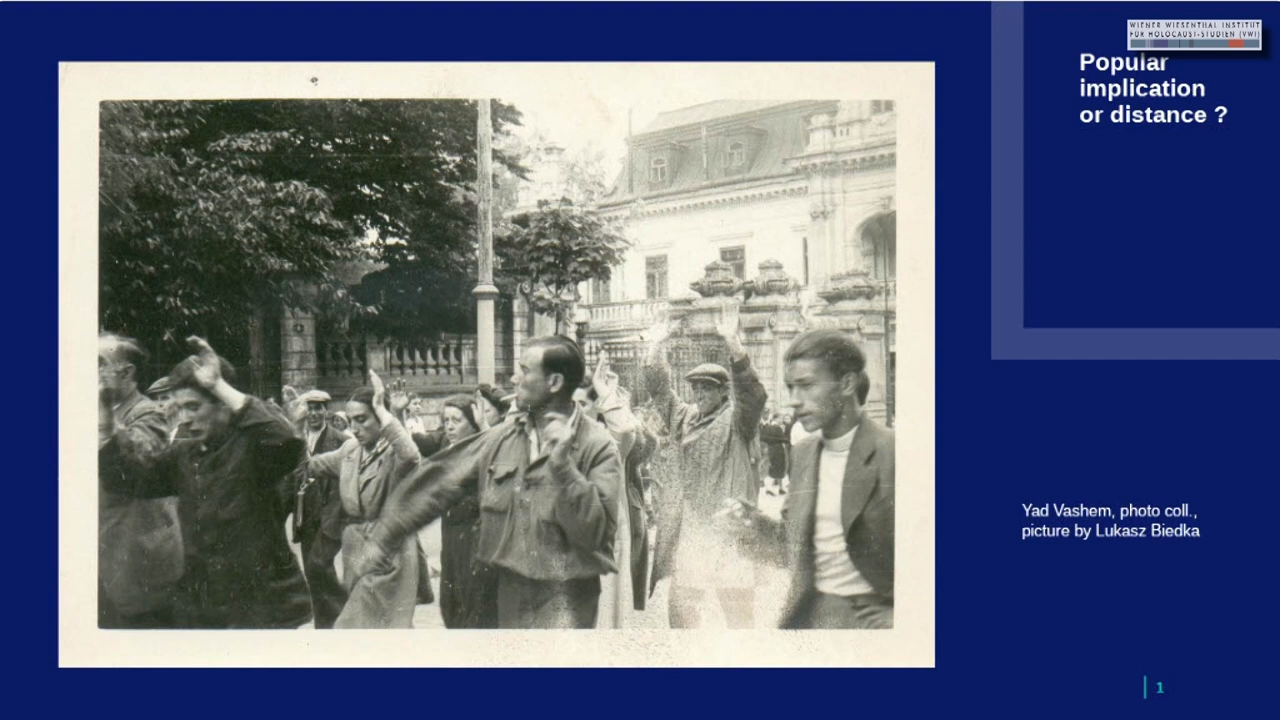 WIENER WIESENTHAL INSTITUT
FÜR HOLOCAUST-STUDIEN (VWI)
Popular
implication
or distance ?
Yad Vashem, photo coll.,
picture by Lukasz Biedka
1